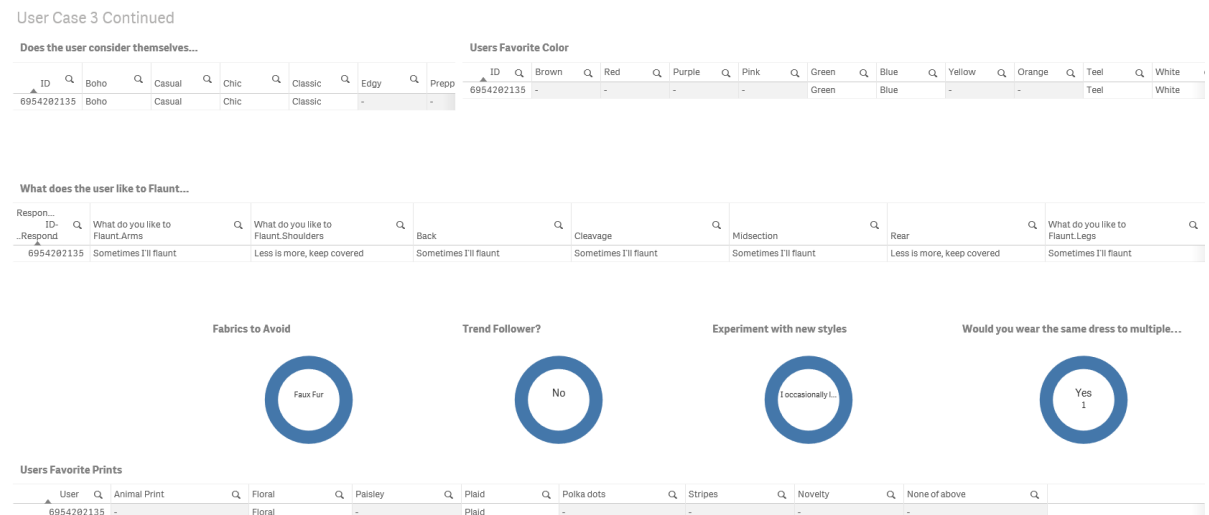 User Case 3 Continued
Does the user consider themselves...
ID Boho Casual Chic Classic Edgy Prepp
6954202135 Boho Casual Chic Classic - -
Users Favorite Color
ID Brown Red Purple Pink Green Blue Yellow Orange Teel White
6954202135 - - - - Green Blue - - Teel White
What does the user like to Flaunt...
Respon...
ID- What do you like to What do you like to What do you like to
..Respond Flaunt.Arms Flaunt.Shoulders Back Cleavage Midsection Rear Flaunt.Legs
6954202135 Sometimes I'll flaunt Less is more, keep covered Sometimes I'll flaunt Sometimes I'll flaunt Sometimes I'll flaunt Less is more, keep covered Sometimes I'll flaunt
Fabrics to Avoid Trend Follower? Experiment with new styles Would you wear the same dress to multiple...
Faux Fur No I occasionally l... Yes
1
Users Favorite Prints
User Animal Print Floral Paisley Plaid Polka dots Stripes Novelty None of above
6954202135 - Floral - Plaid - - - -